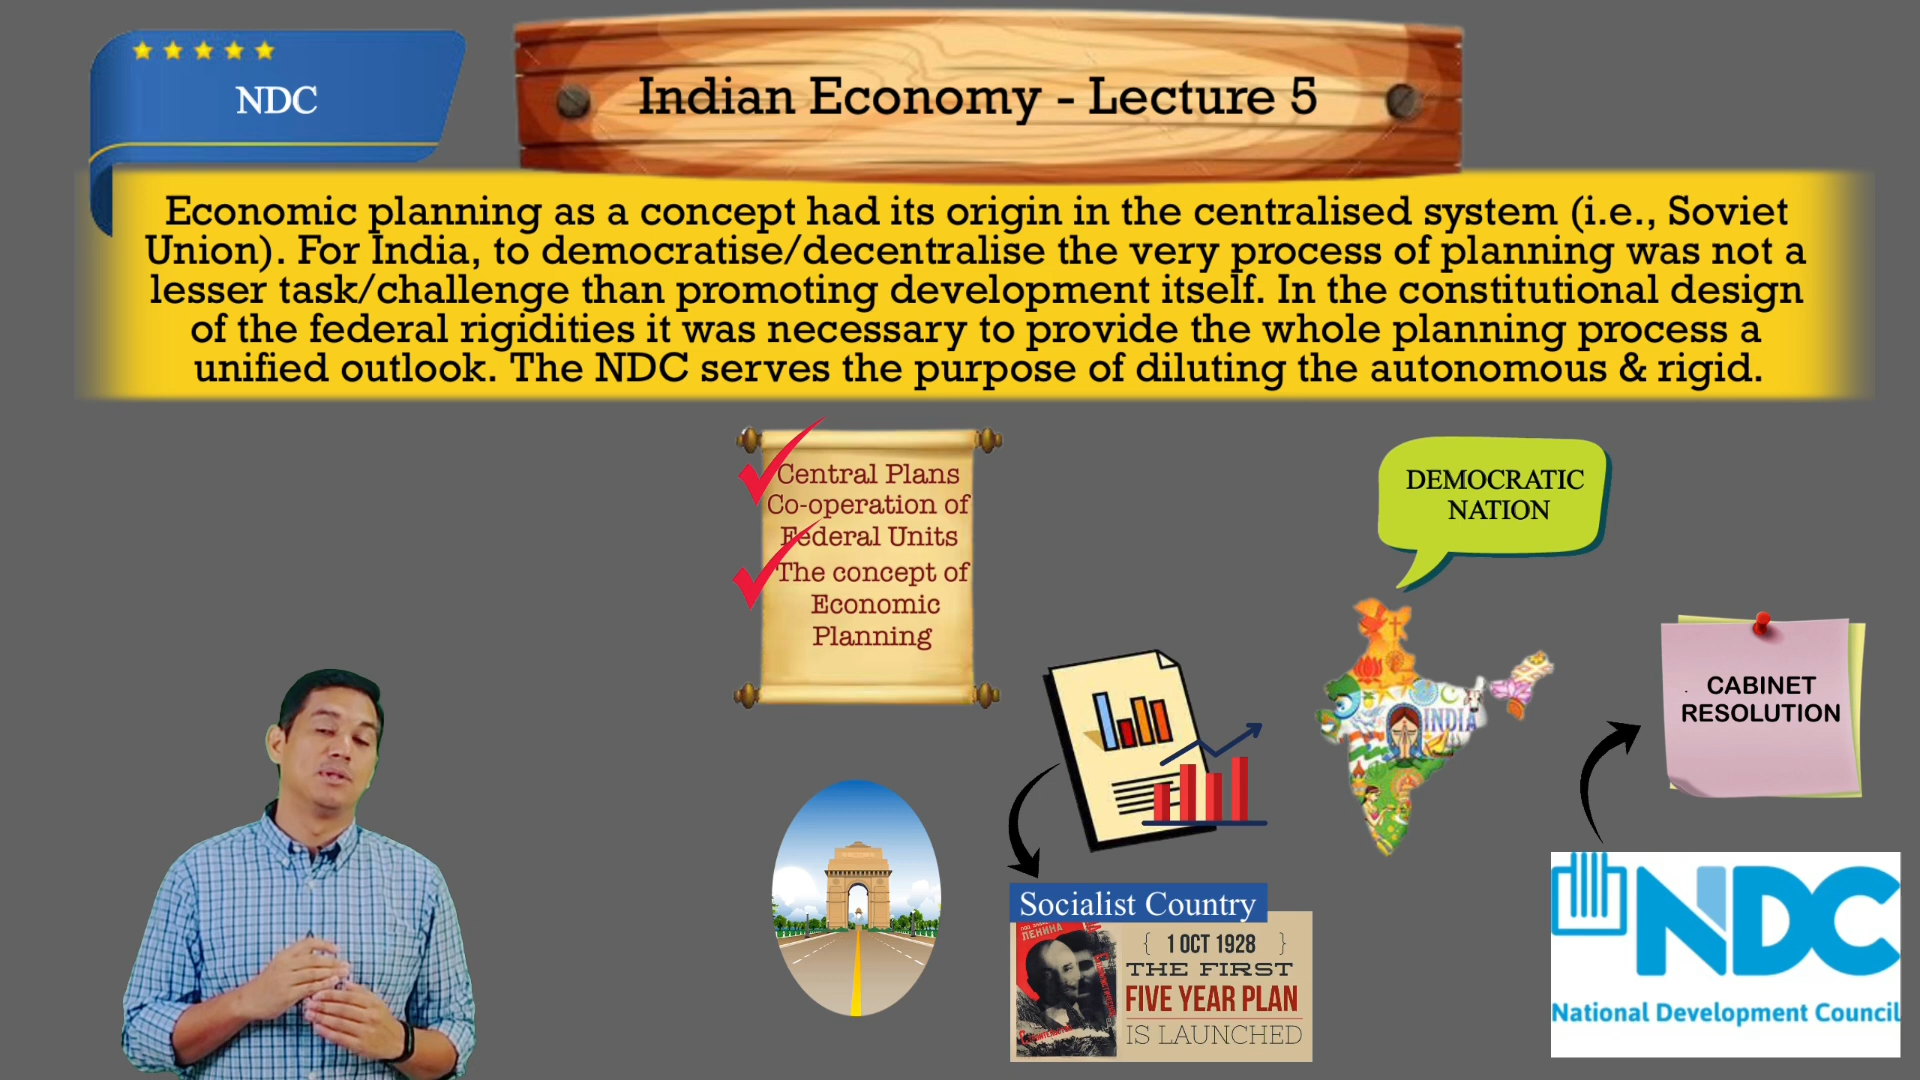 NDC
Indian Economy - Lecture 5
Economic planning as a concept had its origin in the centralised system (i.e., Soviet
Union). For India, to democratise/decentralise the very process of planning was not a
lesser task/challenge than promoting development itself. In the constitutional design
of the federal rigidities it was necessary to provide the whole planning process a
unified outlook. The NDC serves the purpose of diluting the autonomous & rigid.
Central Plans
Co-operation of
Federal Units
The concept of
Economic
Planning
DEMOCRATIC
NATION
INDIA
. CABINET
RESOLUTION
Socialist Country
ЛЕНИНА
{ 1 OCT 1928 }
THE FIRST
FIVE YEAR PLAN
IS LAUNCHED
NDC
National Development Council